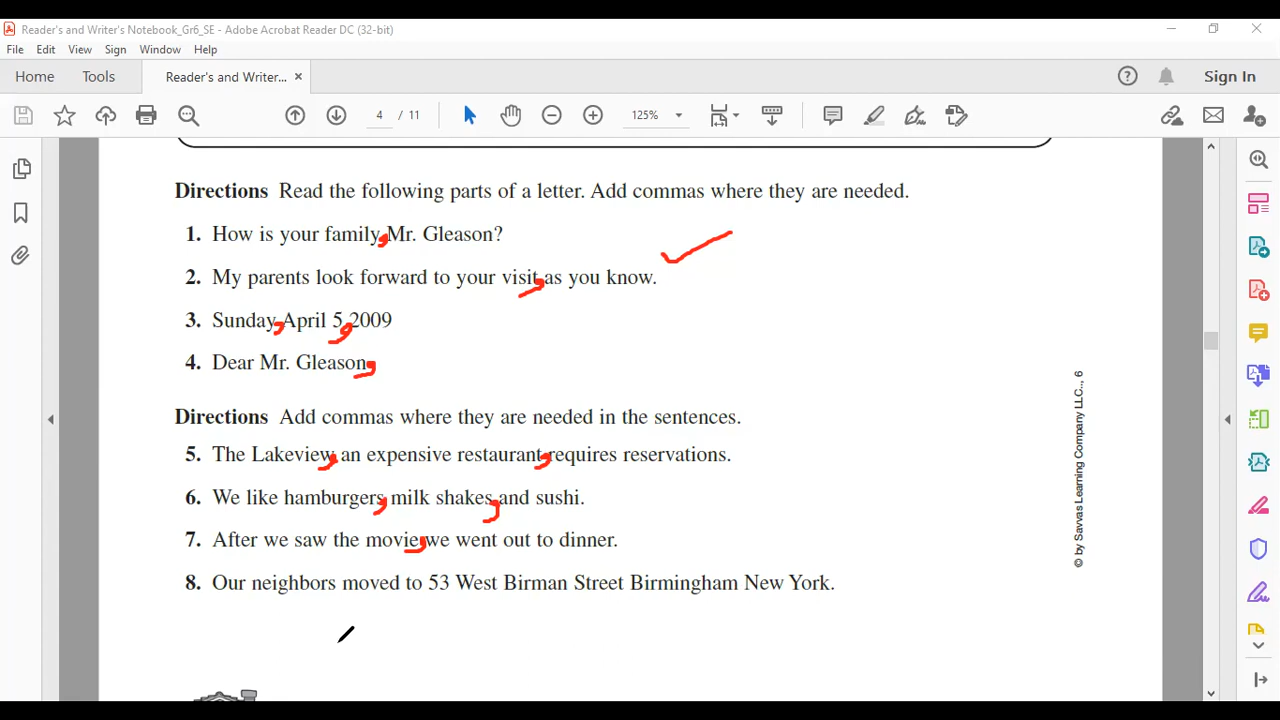 Reader's and Writer's Notebook_Gr6_SE - Adobe Acrobat Reader DC (32-bit)
File Edit View Sign Window Help
Home Tools Reader's and Writer... × Sign In
4 / 11 125%
Directions Read the following parts of a letter. Add commas where they are needed.
1. How is your family, Mr. Gleason?
2. My parents look forward to your visit, as you know.
3. Sunday, April 5, 2009
4. Dear Mr. Gleason,
Directions Add commas where they are needed in the sentences.
5. The Lakeview, an expensive restaurant, requires reservations.
6. We like hamburgers, milk shakes, and sushi.
7. After we saw the movie, we went out to dinner.
8. Our neighbors moved to 53 West Birman Street Birmingham New York.
© by Savvas Learning Company LLC., 6